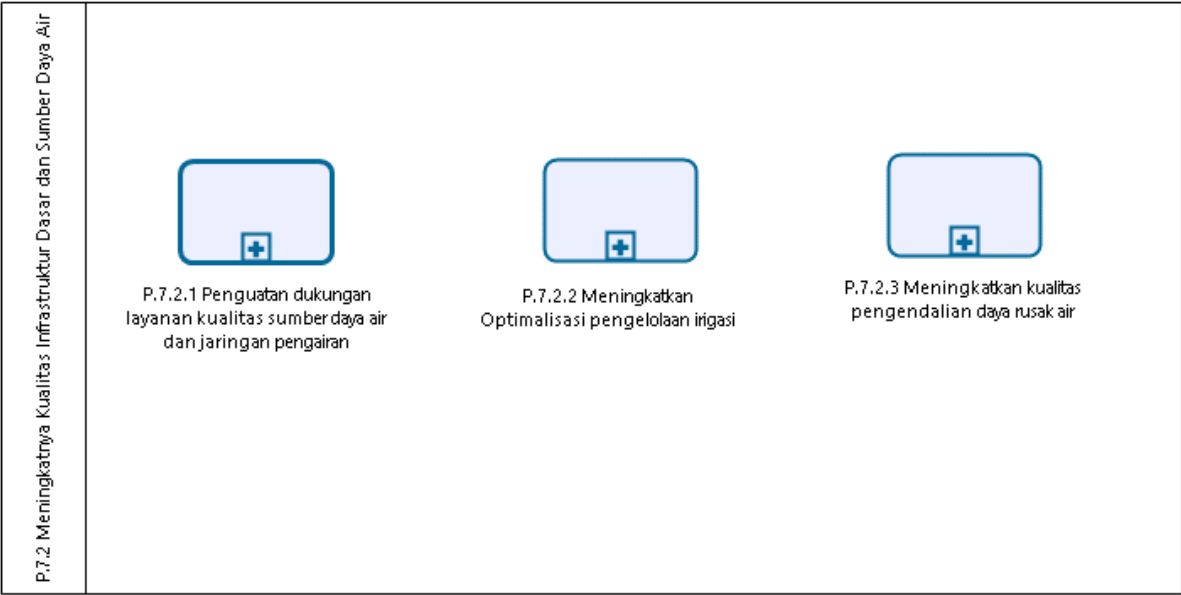 P.7.2 Meningkatnya Kualitas Infrastruktur Dasar dan Sumber Daya Air
P.7.2.1 Penguatan dukungan
layanan kualitas sumber daya air
dan jaringan pengairan
P.7.2.2 Meningkatkan
Optimalisasi pengelolaan irigasi
P.7.2.3 Meningkatkan kualitas
pengendalian daya rusak air